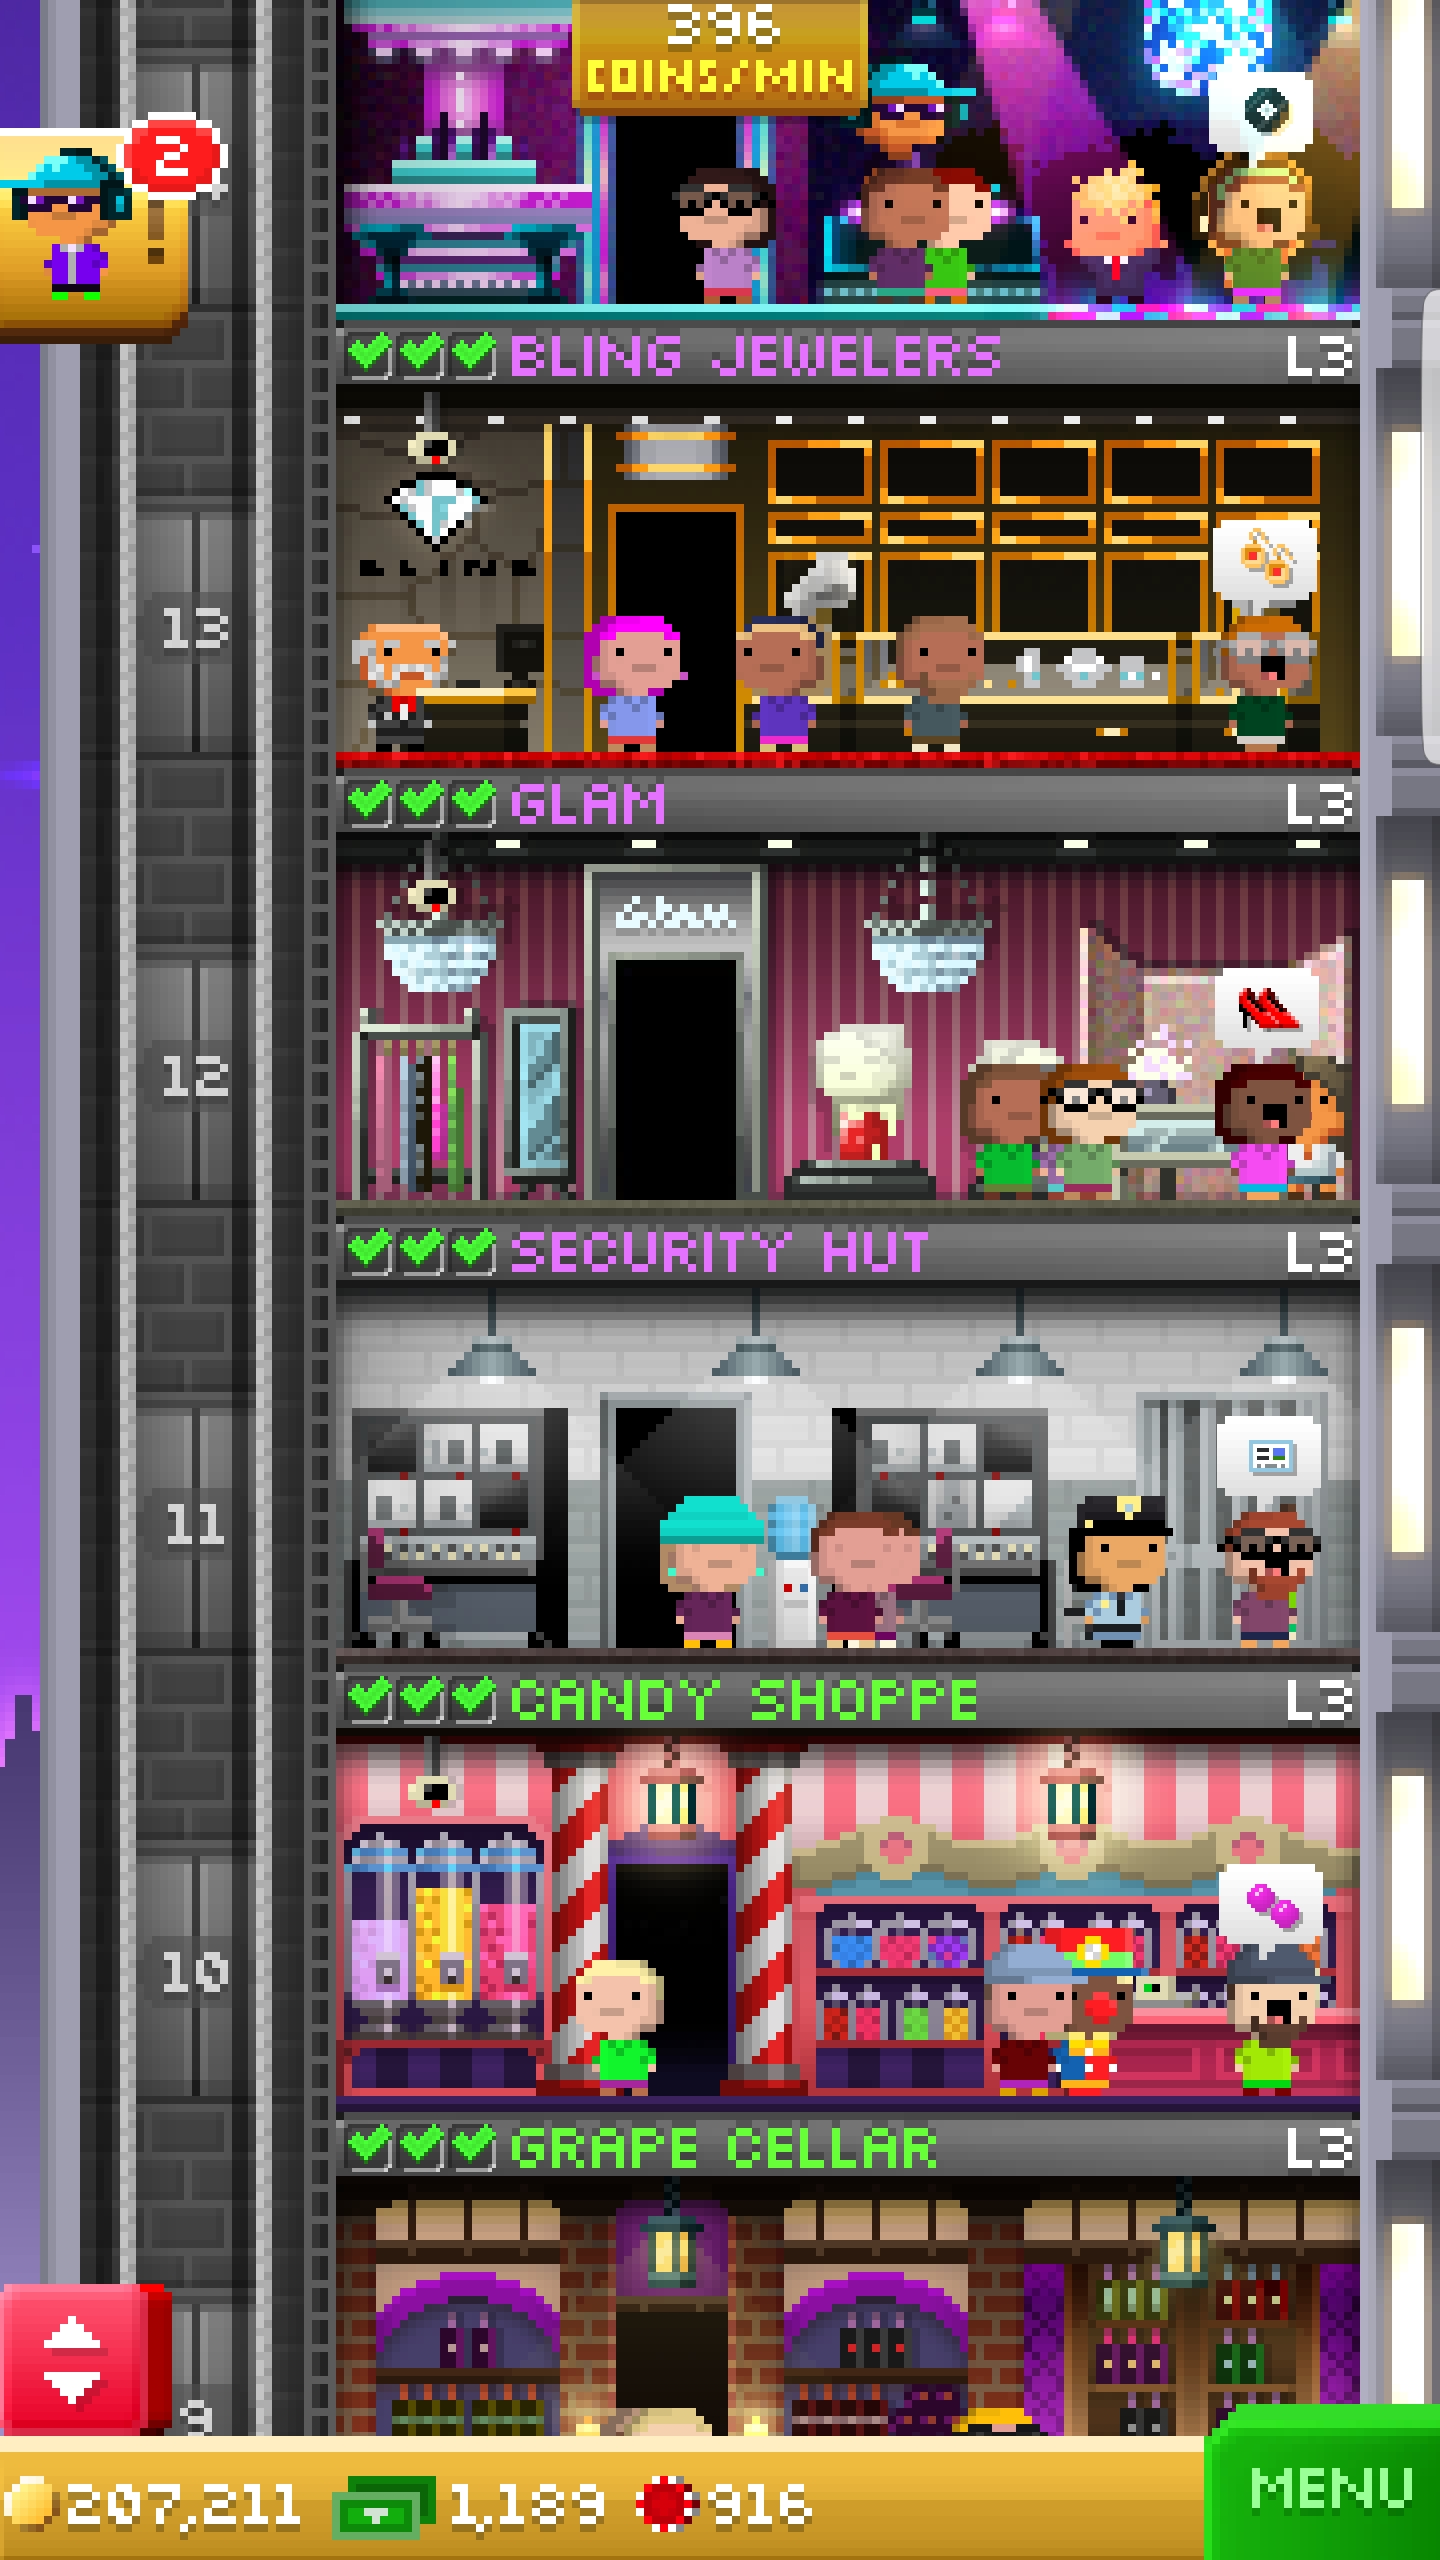 396
COINS/MIN
2
BLING JEWELERS L3
BLING
13
GLAM L3
Glam
12
SECURITY HUT L3
11
CANDY SHOPPE L3
10
GRAPE CELLAR L3
9
207,211 1,189 916
MENU